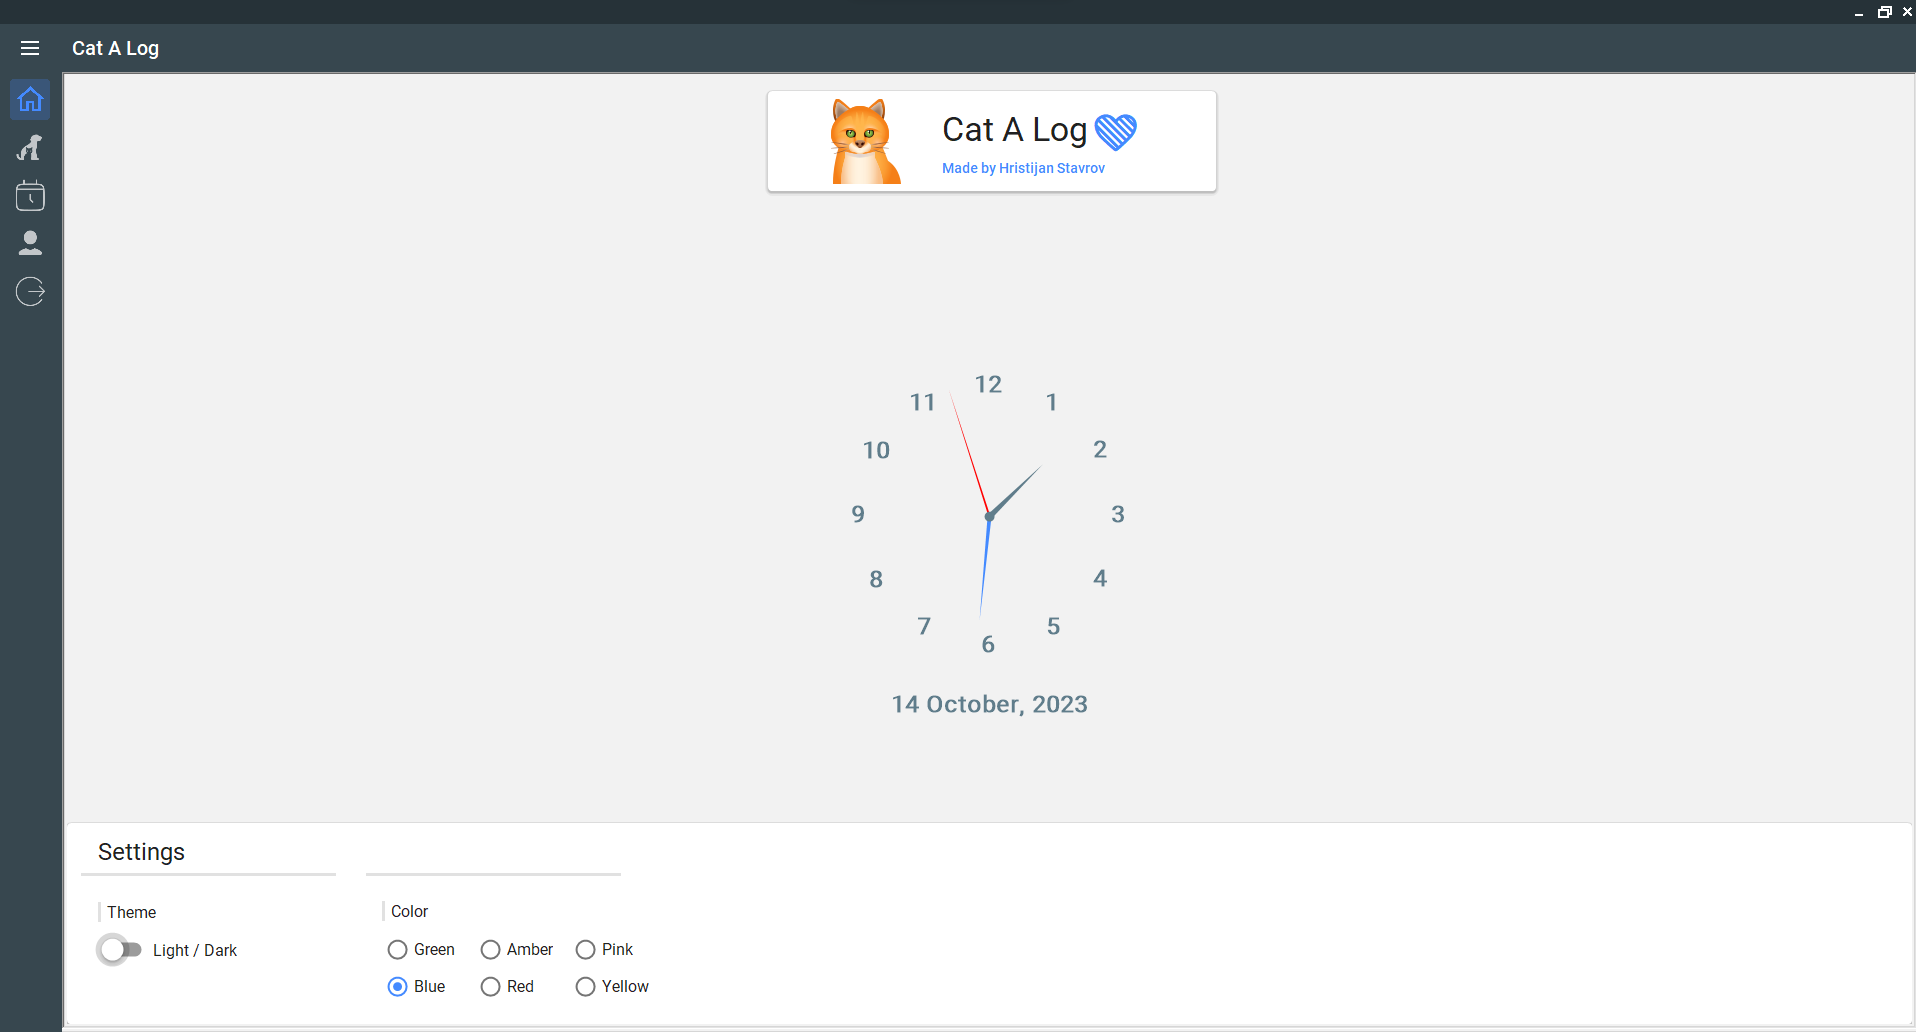 Cat A Log
Cat A Log
Made by Hristijan Stavrov
12
11
1
10
2
9
3
8
4
7
5
6
14 October, 2023
Settings
Theme
Color
Light / Dark
Green
Amber
Pink
Blue
Red
Yellow